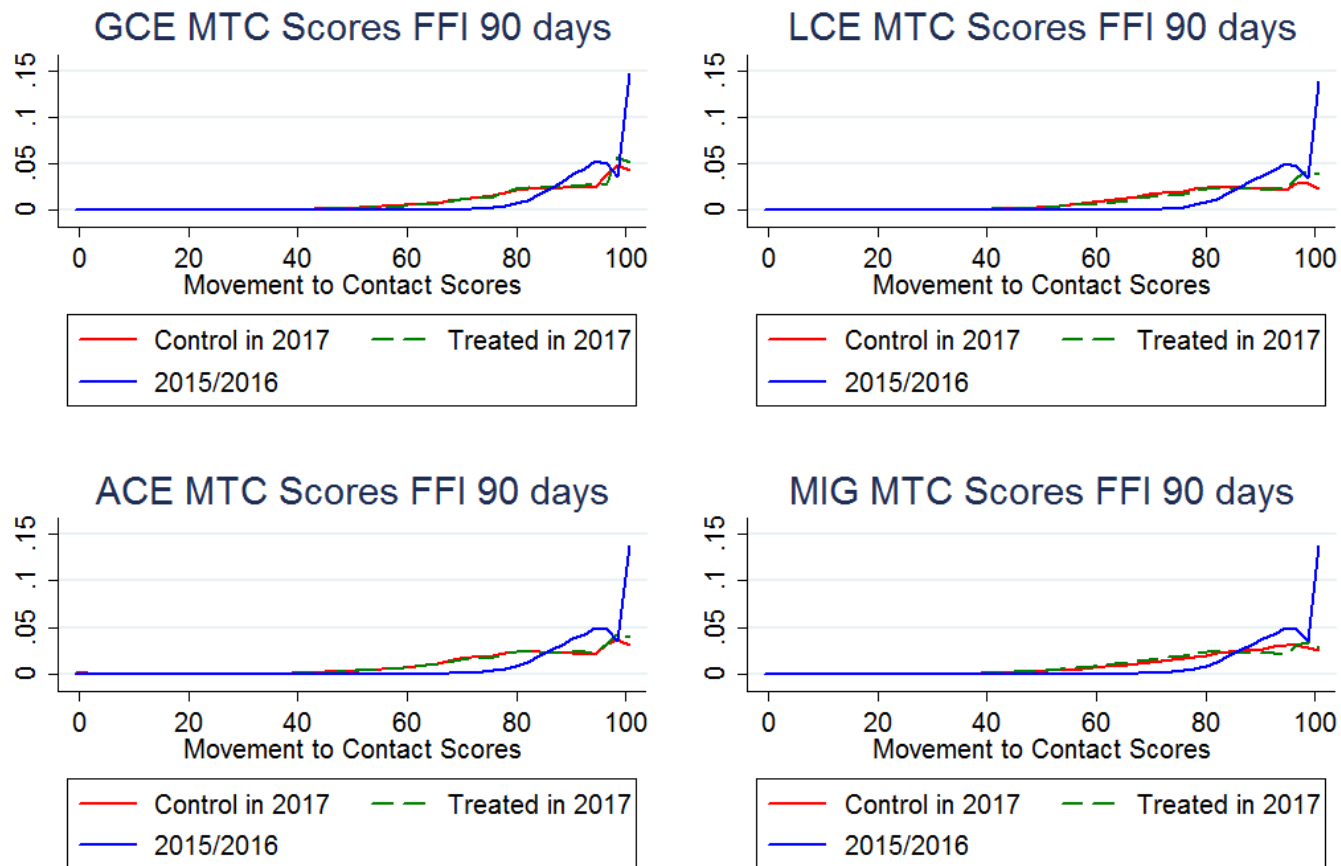 GCE MTC Scores FFI 90 days
.15
.1
.05
0
0 20 40 60 80 100
Movement to Contact Scores
Control in 2017 Treated in 2017
2015/2016
LCE MTC Scores FFI 90 days
.15
.1
.05
0
0 20 40 60 80 100
Movement to Contact Scores
Control in 2017 Treated in 2017
2015/2016
ACE MTC Scores FFI 90 days
.15
.1
.05
0
0 20 40 60 80 100
Movement to Contact Scores
Control in 2017 Treated in 2017
2015/2016
MIG MTC Scores FFI 90 days
.15
.1
.05
0
0 20 40 60 80 100
Movement to Contact Scores
Control in 2017 Treated in 2017
2015/2016